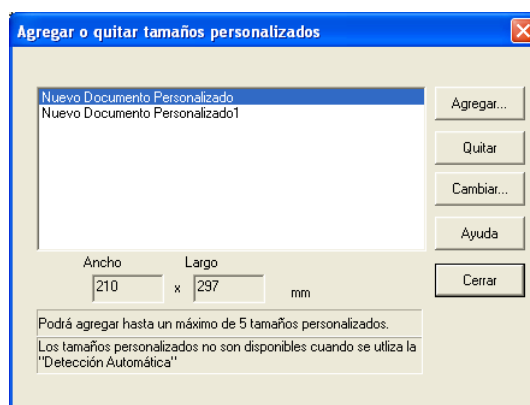 Agregar o quitar tamaños personalizados
Nuevo Documento Personalizado
Nuevo Documento Personalizado1
Agregar...
Quitar
Cambiar...
Ayuda
Cerrar
Ancho Largo
210 x 297 mm
Podrá agregar hasta un máximo de 5 tamaños personalizados.
Los tamaños personalizados no son disponibles cuando se utliza la
"Detección Automática"